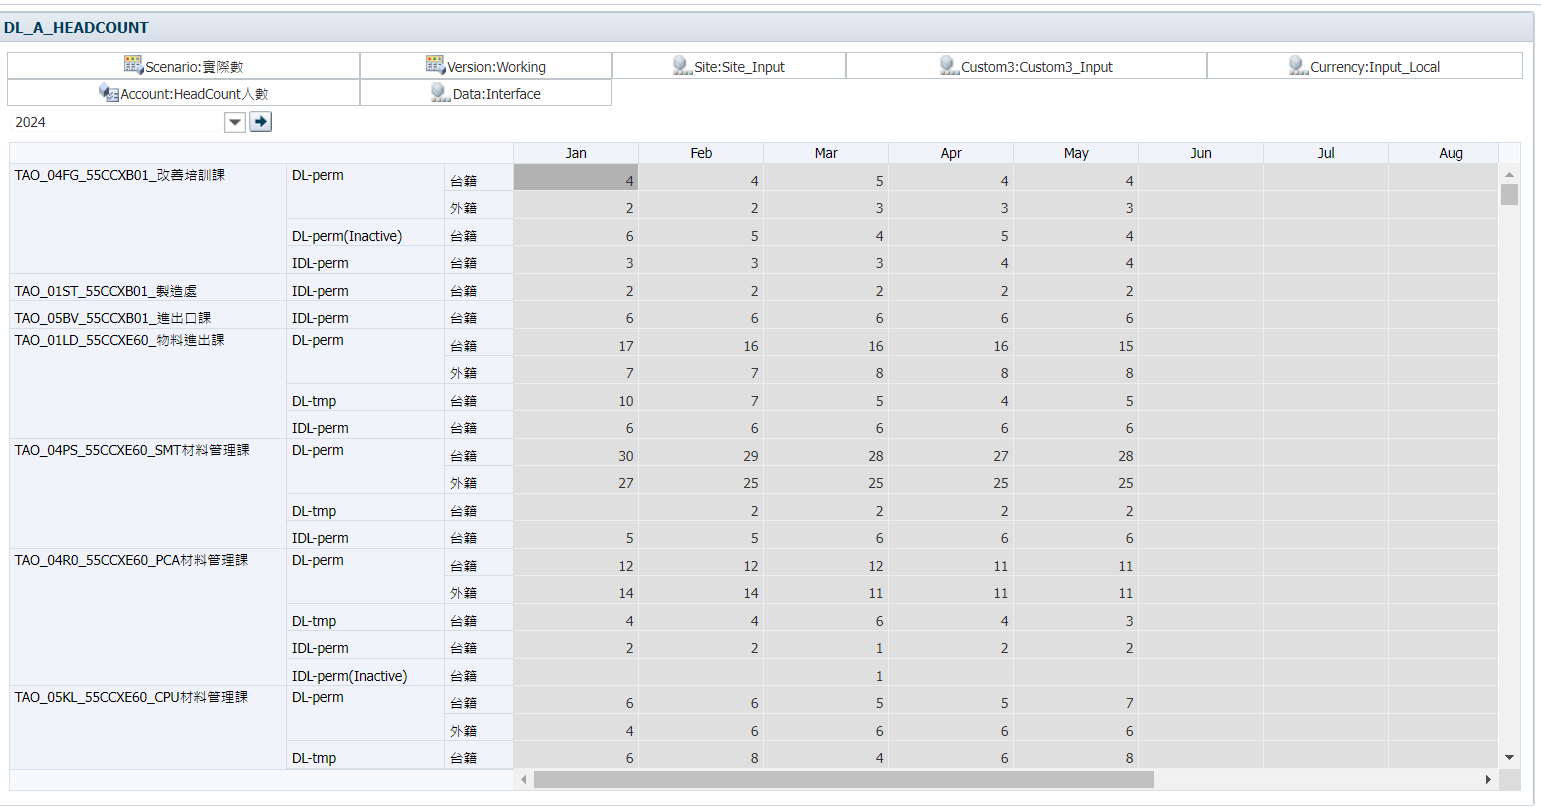 DL_A_HEADCOUNT
Scenario:實際數 Version:Working Site:Site_Input Custom3:Custom3_Input Currency:Input_Local
Account:HeadCount人數 Data:Interface
2024
Jan Feb Mar Apr May Jun Jul Aug
TAO_04FG_55CCXB01_改善培訓課 DL-perm 台籍 4 4 5 4 4
外籍 2 2 3 3 3
DL-perm(Inactive) 台籍 6 5 4 5 4
IDL-perm 台籍 3 3 3 4 4
TAO_01ST_55CCXB01_製造處 IDL-perm 台籍 2 2 2 2 2
TAO_05BV_55CCXB01_進出口課 IDL-perm 台籍 6 6 6 6 6
TAO_01LD_55CCXE60_物料進出課 DL-perm 台籍 17 16 16 16 15
外籍 7 7 8 8 8
DL-tmp 台籍 10 7 5 4 5
IDL-perm 台籍 6 6 6 6 6
TAO_04PS_55CCXE60_SMT材料管理課 DL-perm 台籍 30 29 28 27 28
外籍 27 25 25 25 25
DL-tmp 台籍 2 2 2 2
IDL-perm 台籍 5 5 6 6 6
TAO_04R0_55CCXE60_PCA材料管理課 DL-perm 台籍 12 12 12 11 11
外籍 14 14 11 11 11
DL-tmp 台籍 4 4 6 4 3
IDL-perm 台籍 2 2 1 2 2
IDL-perm(Inactive) 台籍 1
TAO_05KL_55CCXE60_CPU材料管理課 DL-perm 台籍 6 6 5 5 7
外籍 4 6 6 6 6
DL-tmp 台籍 6 8 4 6 8